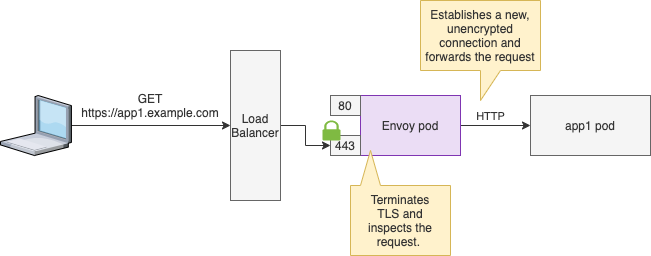 Establishes a new,
unencrypted
connection and
forwards the request
GET
https://app1.example.com
Load
Balancer
80
443
Envoy pod
HTTP
app1 pod
Terminates
TLS and
inspects the
request.